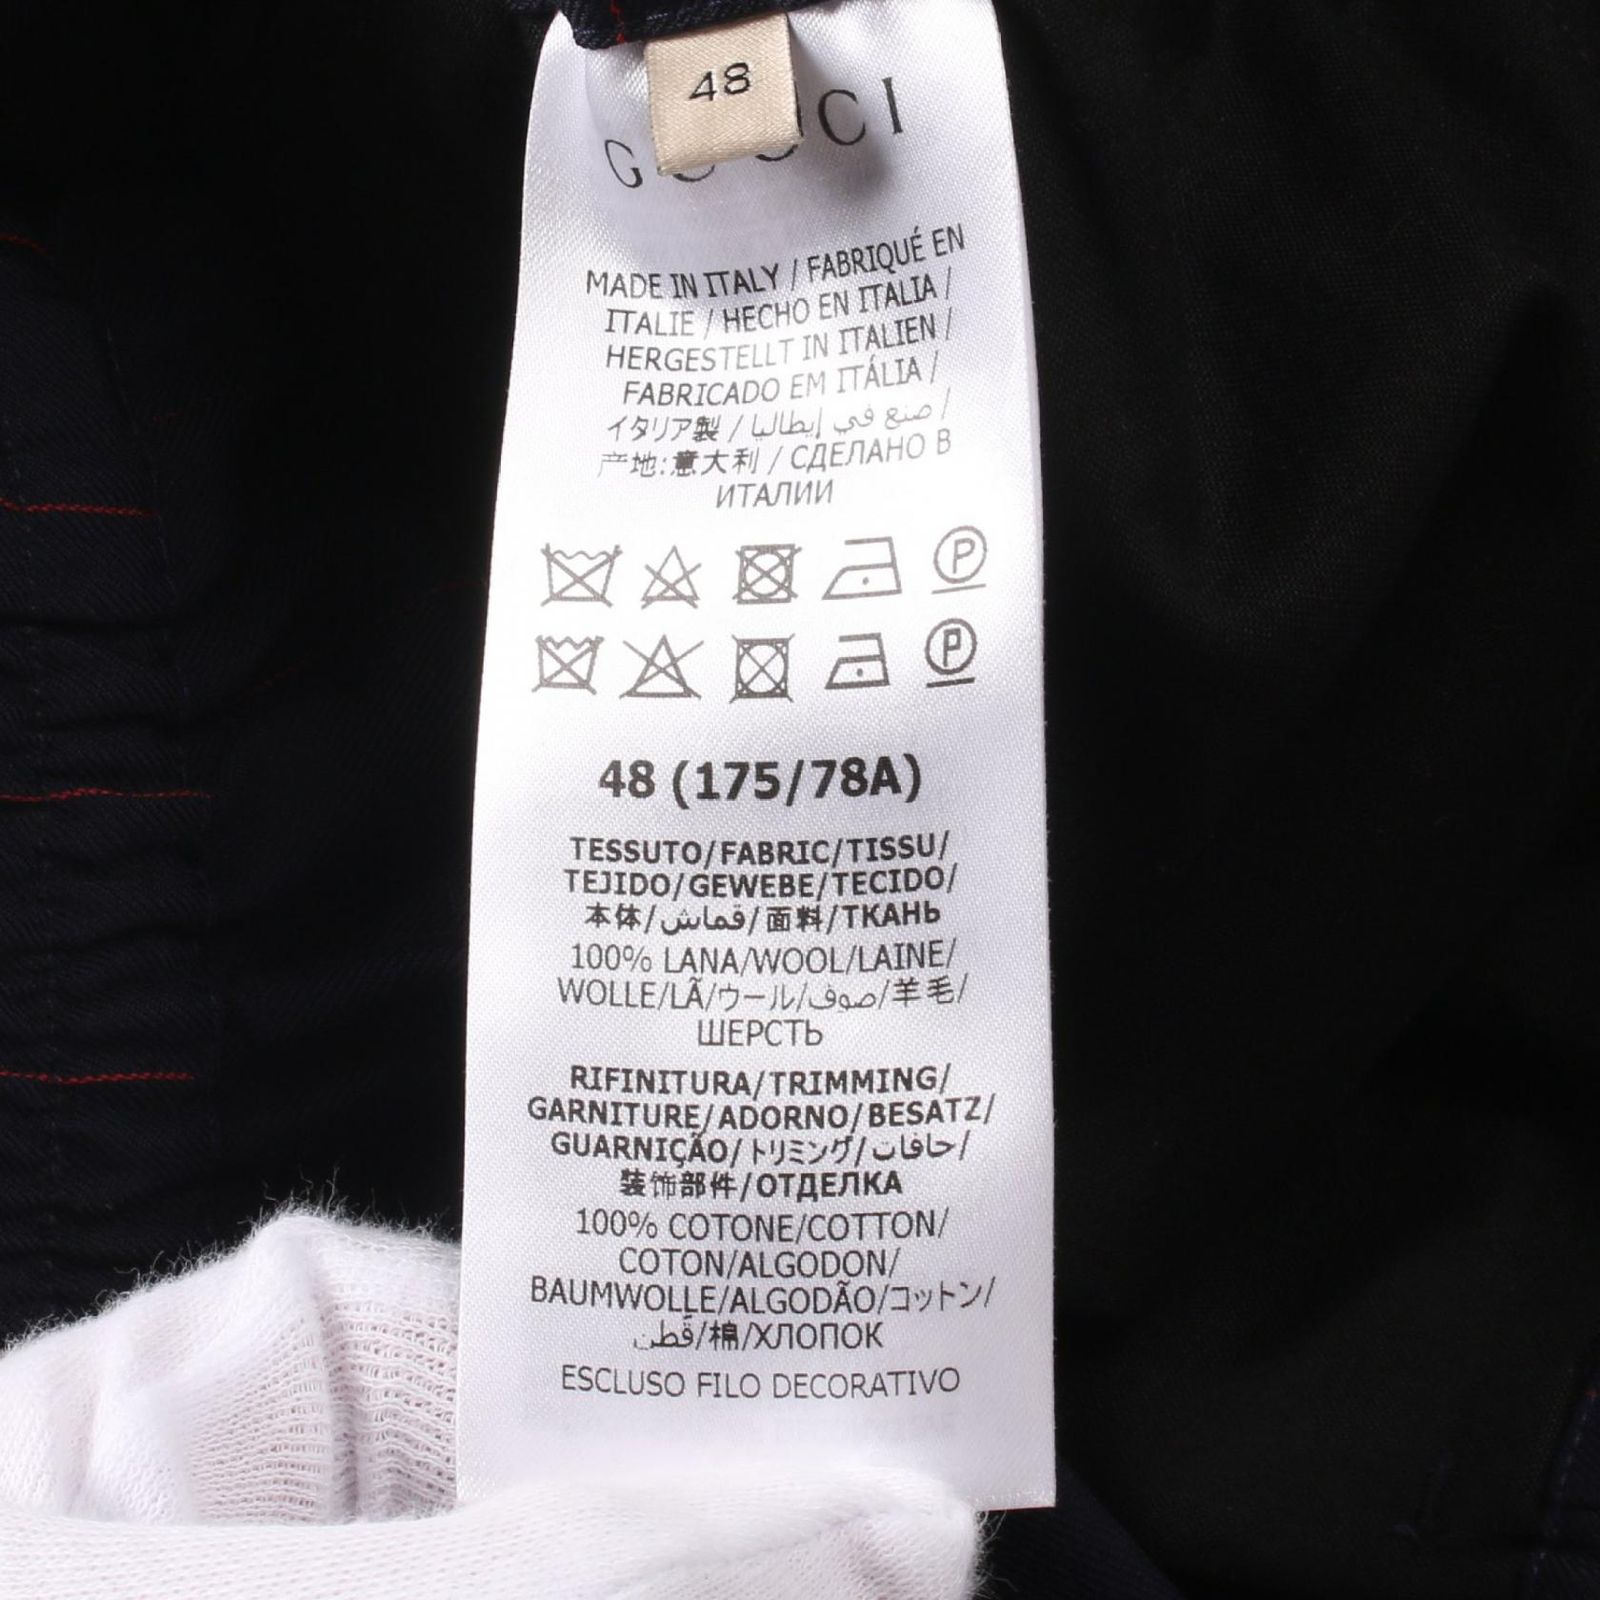 48
GUCCI
MADE IN ITALY / FABRIQUÉ EN
ITALIE / HECHO EN ITALIA /
HERGESTELLT IN ITALIEN /
FABRICADO EM ITÁLIA /
イタリア製 / صنع في إيطاليا /
产地:意大利 / СДЕЛАНО В
ИТАЛИИ
P
P
48 (175/78A)
TESSUTO/FABRIC/TISSU/
TEJIDO/GEWEBE/TECIDO/
本体/قماش/面料/ТКАНЬ
100% LANA/WOOL/LAINE/
WOLLE/LÃ/ウール/صوف/羊毛/
ШЕРСТЬ
RIFINITURA/TRIMMING/
GARNITURE/ADORNO/BESATZ/
GUARNIÇÃO/トリミング/حافات/
装饰部件/ОТДЕЛКА
100% COTONE/COTTON/
COTON/ALGODON/
BAUMWOLLE/ALGODÃO/コットン/
قطن/棉/ХЛОПОК
ESCLUSO FILO DECORATIVO